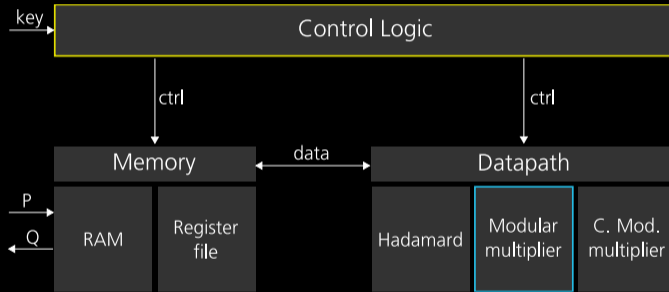 key
Control Logic
ctrl
ctrl
Memory
data
Datapath
P
Q
RAM
Register
file
Hadamard
Modular
multiplier
C. Mod.
multiplier